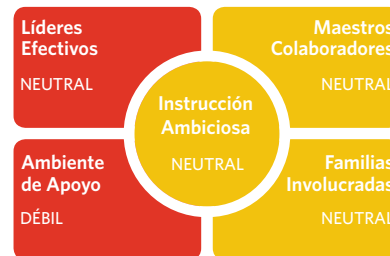 Líderes
Efectivos
NEUTRAL
Maestros
Colaboradores
NEUTRAL
Instrucción
Ambiciosa
NEUTRAL
Ambiente
de Apoyo
DÉBIL
Familias
Involucradas
NEUTRAL